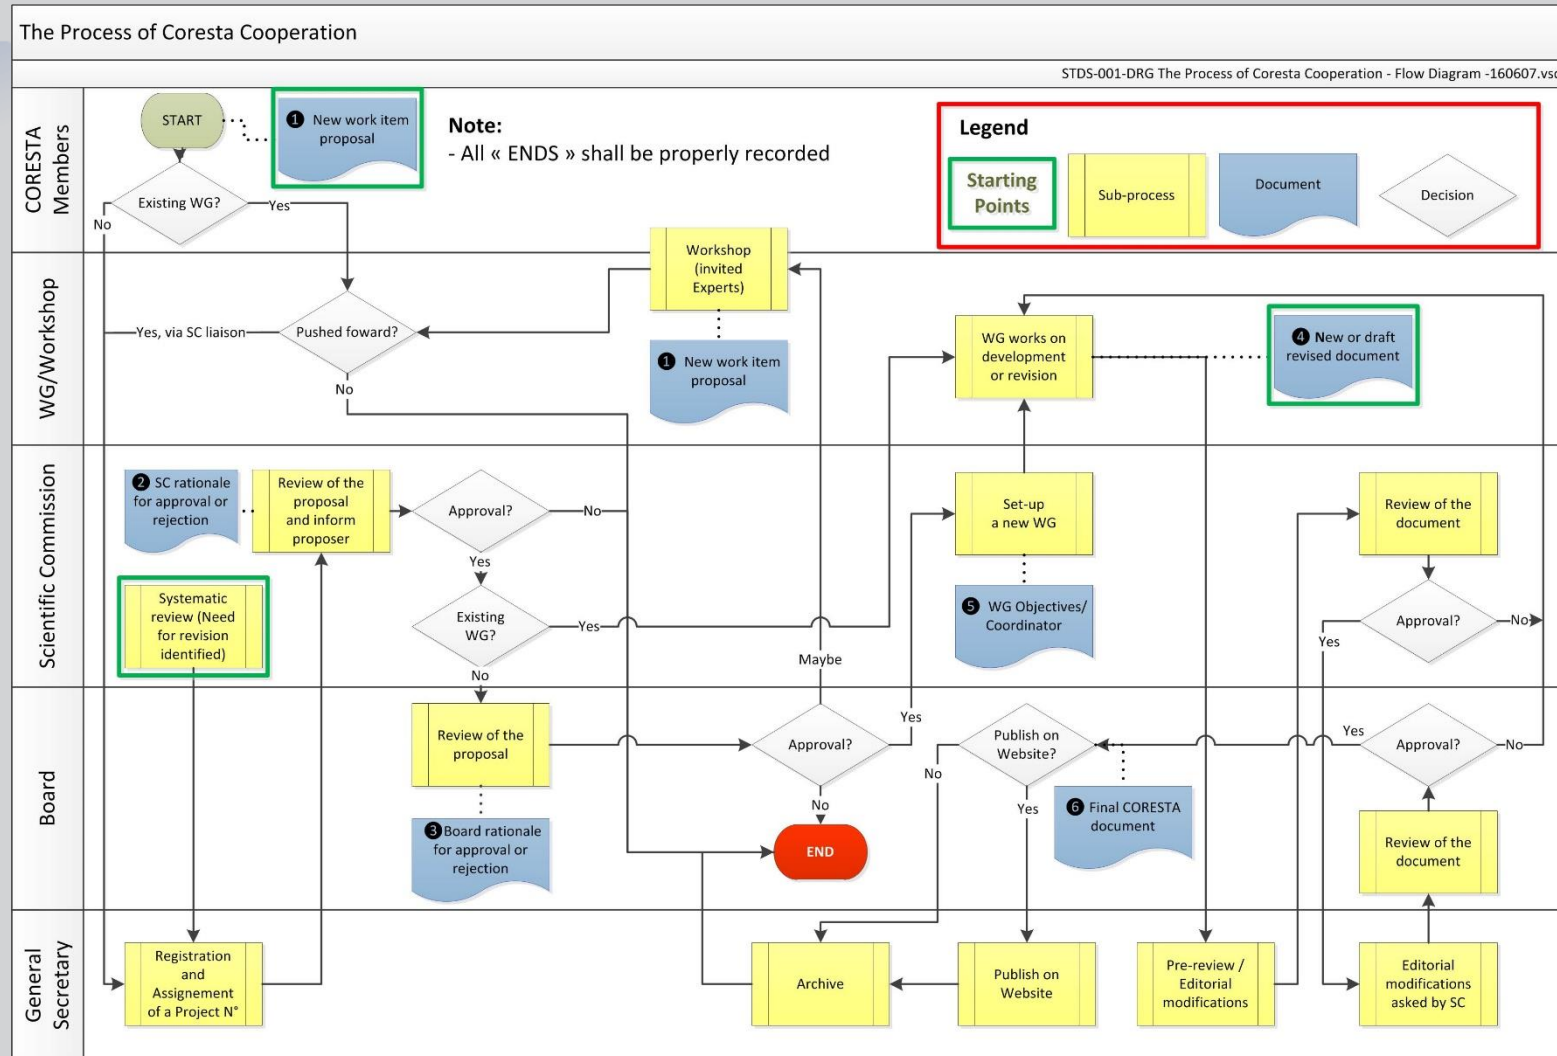 The Process of Coresta Cooperation
STDS-001-DRG The Process of Coresta Cooperation - Flow Diagram -160607.vsd
CORESTA
Members
START
❶ New work item
proposal
Note:
- All « ENDS » shall be properly recorded
Legend
Starting
Points
Sub-process
Document
Decision
Existing WG?
Yes
No
WG/Workshop
Workshop
(invited
Experts)
Pushed foward?
Yes, via SC liaison
No
❶ New work item
proposal
WG works on
development
or revision
❹ New or draft
revised document
Scientific Commission
❷ SC rationale
for approval or
rejection
Review of the
proposal
and inform
proposer
Approval?
No
Yes
Systematic
review (Need
for revision
identified)
Existing
WG?
Yes
No
Maybe
Set-up
a new WG
❺ WG Objectives/
Coordinator
Review of the
document
Approval?
No
Yes
Board
Review of the
proposal
❸ Board rationale
for approval or
rejection
Approval?
Yes
No
END
Publish on
Website?
No
Yes
❻ Final CORESTA
document
Yes
Approval?
No
Review of the
document
General
Secretary
Registration
and
Assignement
of a Project N°
Archive
Publish on
Website
Pre-review /
Editorial
modifications
Editorial
modifications
asked by SC